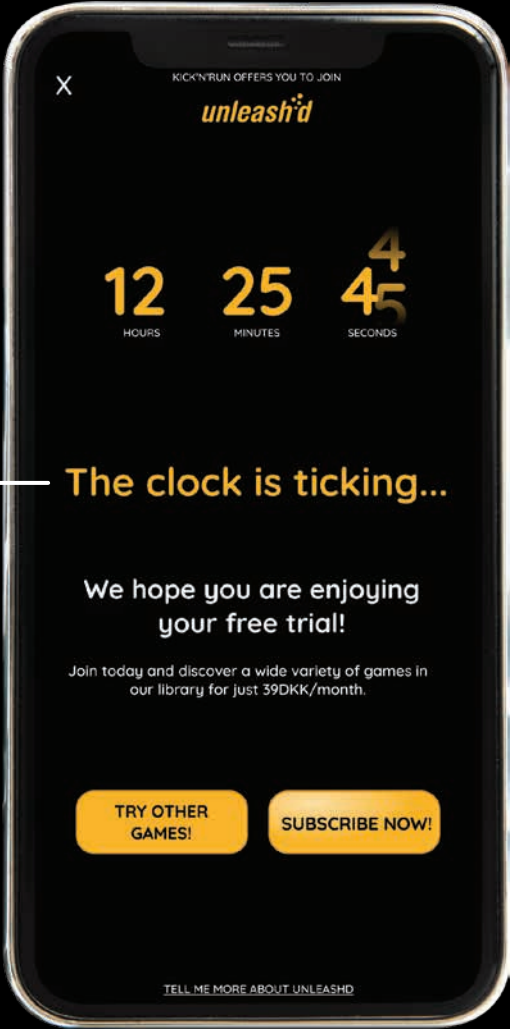 X
KICK'N'RUN OFFERS YOU TO JOIN
unleash'd
12 25 45
4
HOURS MINUTES SECONDS
The clock is ticking...
We hope you are enjoying
your free trial!
Join today and discover a wide variety of games in
our library for just 39DKK/month.
TRY OTHER
GAMES!
SUBSCRIBE NOW!
TELL ME MORE ABOUT UNLEASHD